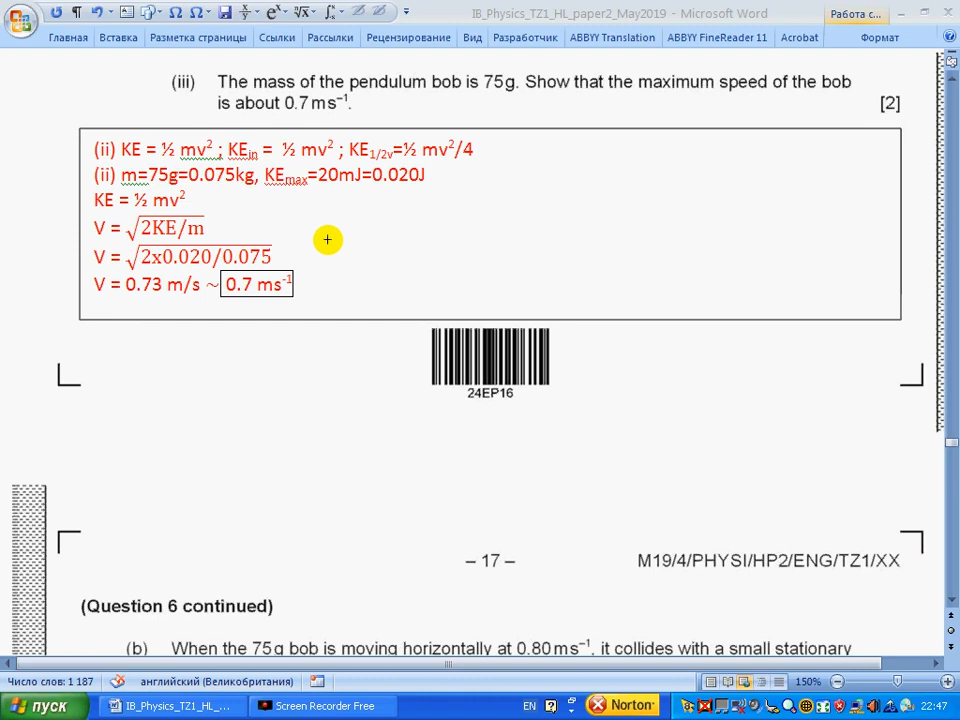 IB_Physics_TZ1_HL_paper2_May2019 - Microsoft Word
Работа с...
Главная Вставка Разметка страницы Ссылки Рассылки Рецензирование Вид Разработчик ABBYY Translation ABBYY FineReader 11 Acrobat Формат
(iii) The mass of the pendulum bob is 75 g. Show that the maximum speed of the bob
is about 0.7 m s⁻¹. [2]
(ii) KE = ½ mv² ; KEin = ½ mv² ; KE1/2v=½ mv²/4
(ii) m=75g=0.075kg, KEmax=20mJ=0.020J
KE = ½ mv²
V = √2KE/m
V = √2x0.020/0.075
V = 0.73 m/s ~ 0.7 ms⁻¹
24EP16
– 17 – M19/4/PHYSI/HP2/ENG/TZ1/XX
(Question 6 continued)
(b) When the 75 g bob is moving horizontally at 0.80 m s⁻¹, it collides with a small stationary
Число слов: 1 187 английский (Великобритания) 150%
пуск IB_Physics_TZ1_HL_... Screen Recorder Free EN Norton 22:47